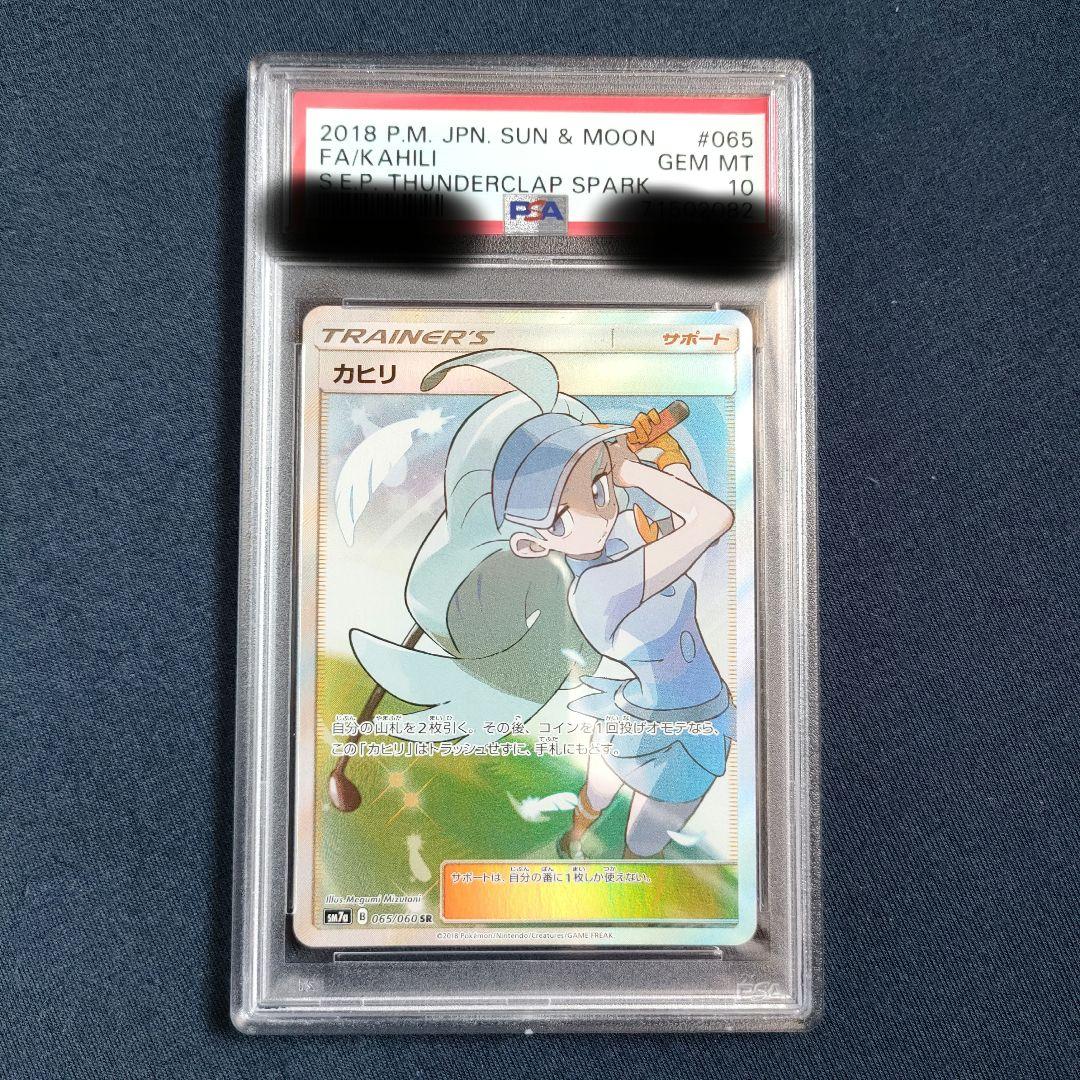 2018 P.M. JPN. SUN & MOON #065
FA/KAHILI GEM MT
S.E.P. THUNDERCLAP SPARK 10
PSA
TRAINER'S サポート
カヒリ
自分の山札を2枚引く。その後、コインを1回投げオモテなら、
この「カヒリ」はトラッシュせずに、手札にもどす。
サポートは、自分の番に1枚しか使えない。
Illus. Megumi Mizutani
sm7a B 065/060 SR
©2018 Pokémon/Nintendo/Creatures/GAME FREAK.
PSA